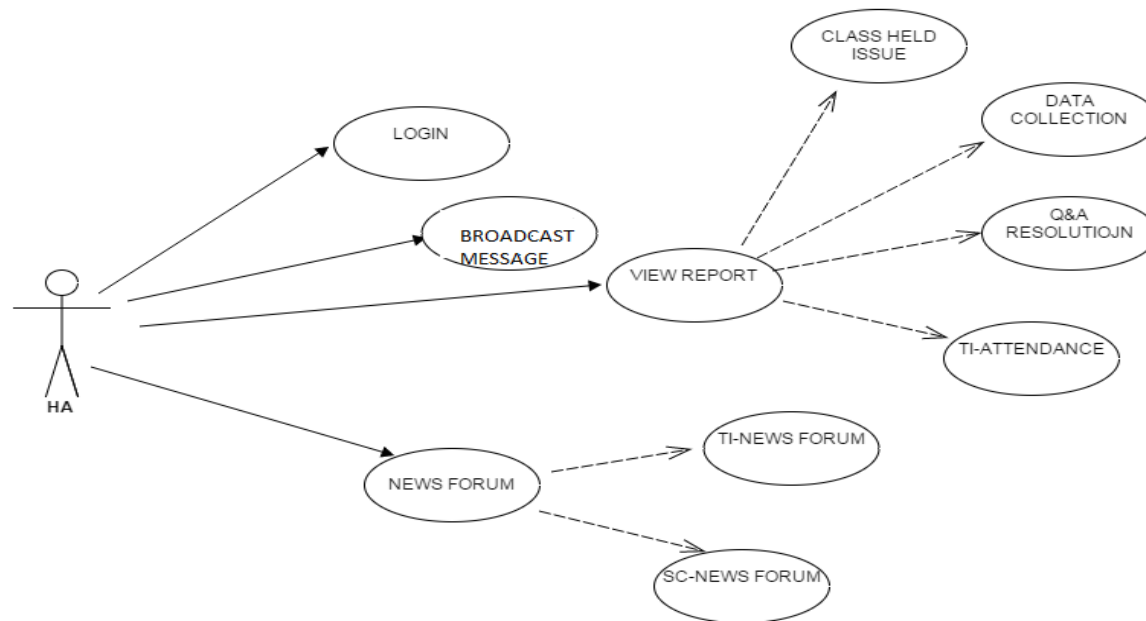 CLASS HELD
ISSUE
DATA
COLLECTION
LOGIN
Q&A
RESOLUTIOJN
BROADCAST
MESSAGE
VIEW REPORT
TI-ATTENDANCE
HA
TI-NEWS FORUM
NEWS FORUM
SC-NEWS FORUM